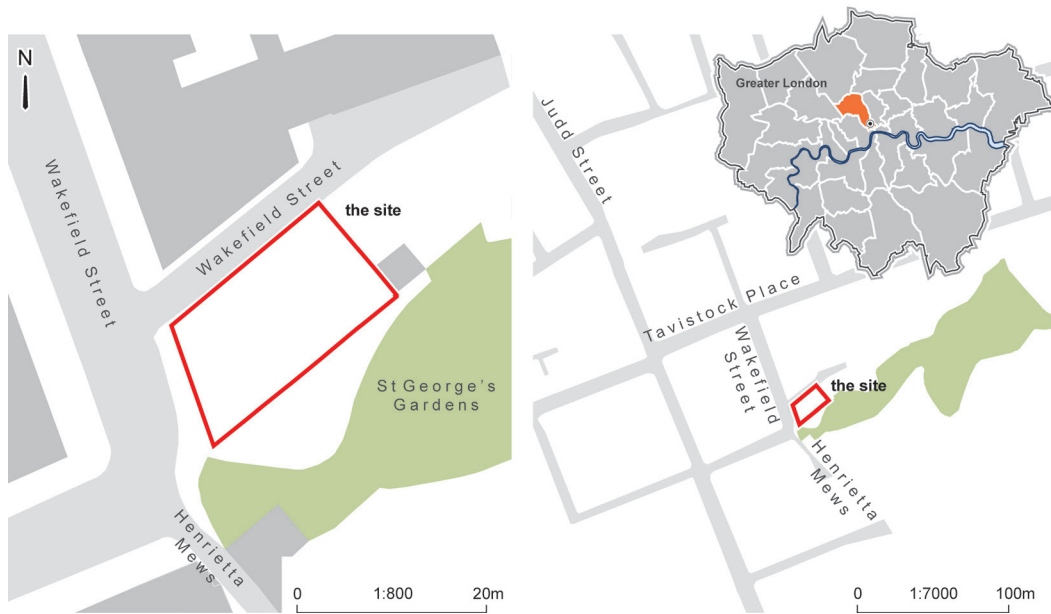 N
Wakefield Street
Wakefield Street
the site
St George's
Gardens
Henrietta
Mews
0 1:800 20m
Greater London
Judd Street
Tavistock Place
Wakefield
Street
the site
Henrietta
Mews
0 1:7000 100m